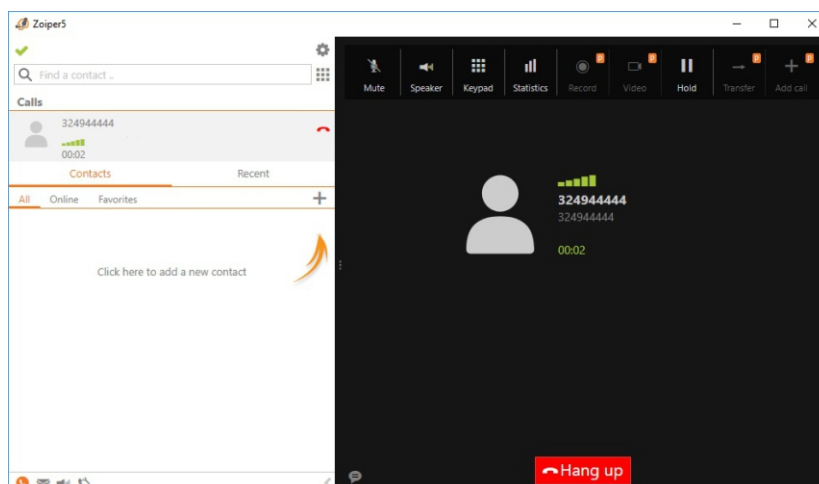 Zoiper5
Find a contact ..
Calls
324944444
00:02
Contacts Recent
All Online Favorites
Click here to add a new contact
P P P P
Mute Speaker Keypad Statistics Record Video Hold Transfer Add call
324944444
324944444
00:02
Hang up